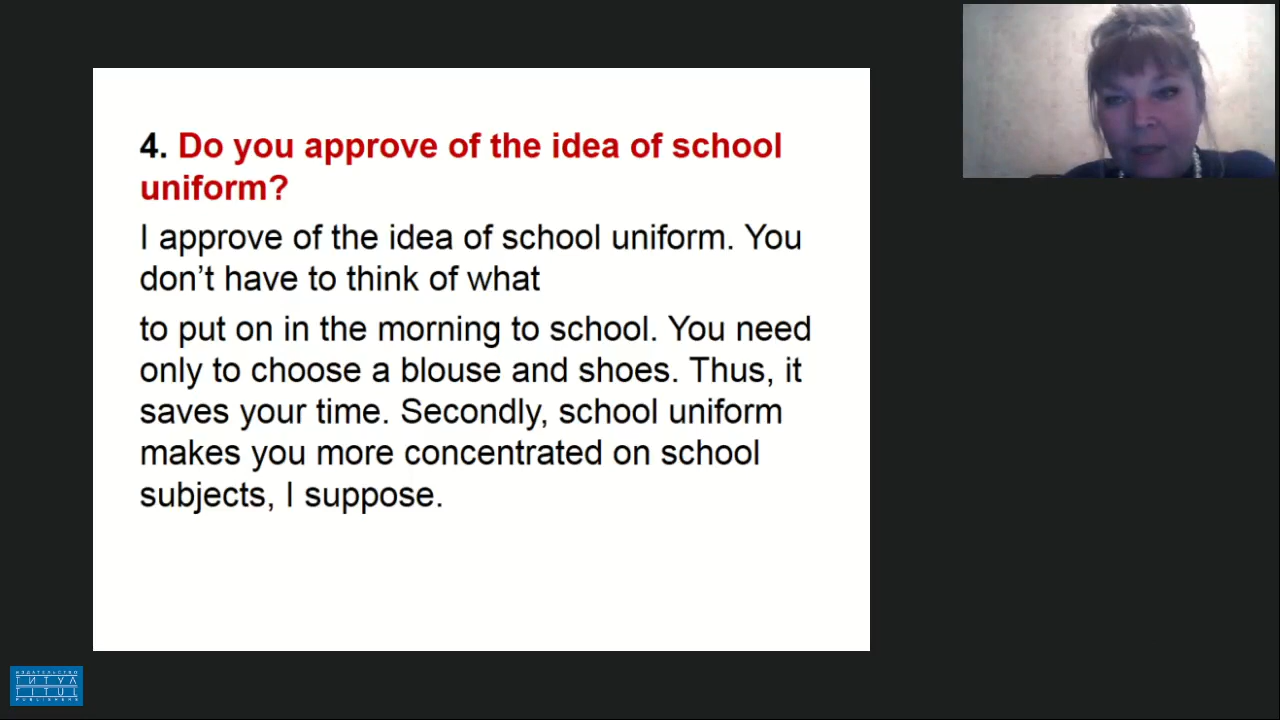 4. Do you approve of the idea of school
uniform?
I approve of the idea of school uniform. You
don’t have to think of what
to put on in the morning to school. You need
only to choose a blouse and shoes. Thus, it
saves your time. Secondly, school uniform
makes you more concentrated on school
subjects, I suppose.
ИЗДАТЕЛЬСТВО
ТИТУЛ
TITUL
PUBLISHERS